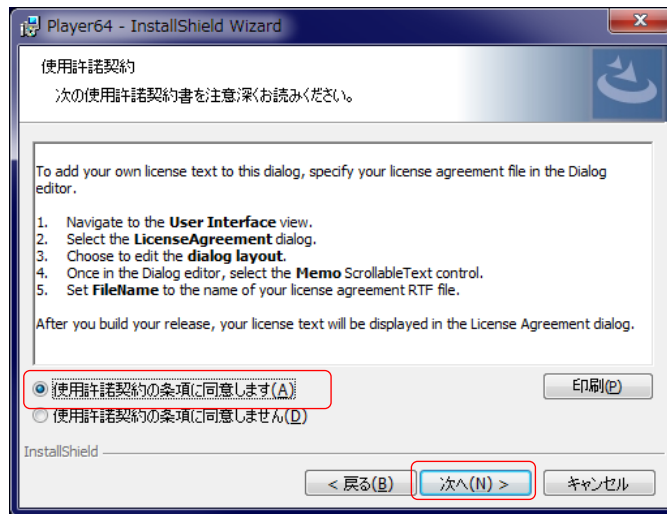 Player64 - InstallShield Wizard
使用許諾契約
次の使用許諾契約書を注意深くお読みください。
To add your own license text to this dialog, specify your license agreement file in the Dialog
editor.
1. Navigate to the User Interface view.
2. Select the LicenseAgreement dialog.
3. Choose to edit the dialog layout.
4. Once in the Dialog editor, select the Memo ScrollableText control.
5. Set FileName to the name of your license agreement RTF file.
After you build your release, your license text will be displayed in the License Agreement dialog.
使用許諾契約の条項に同意します(A)
印刷(P)
使用許諾契約の条項に同意しません(D)
InstallShield
< 戻る(B)
次へ(N) >
キャンセル